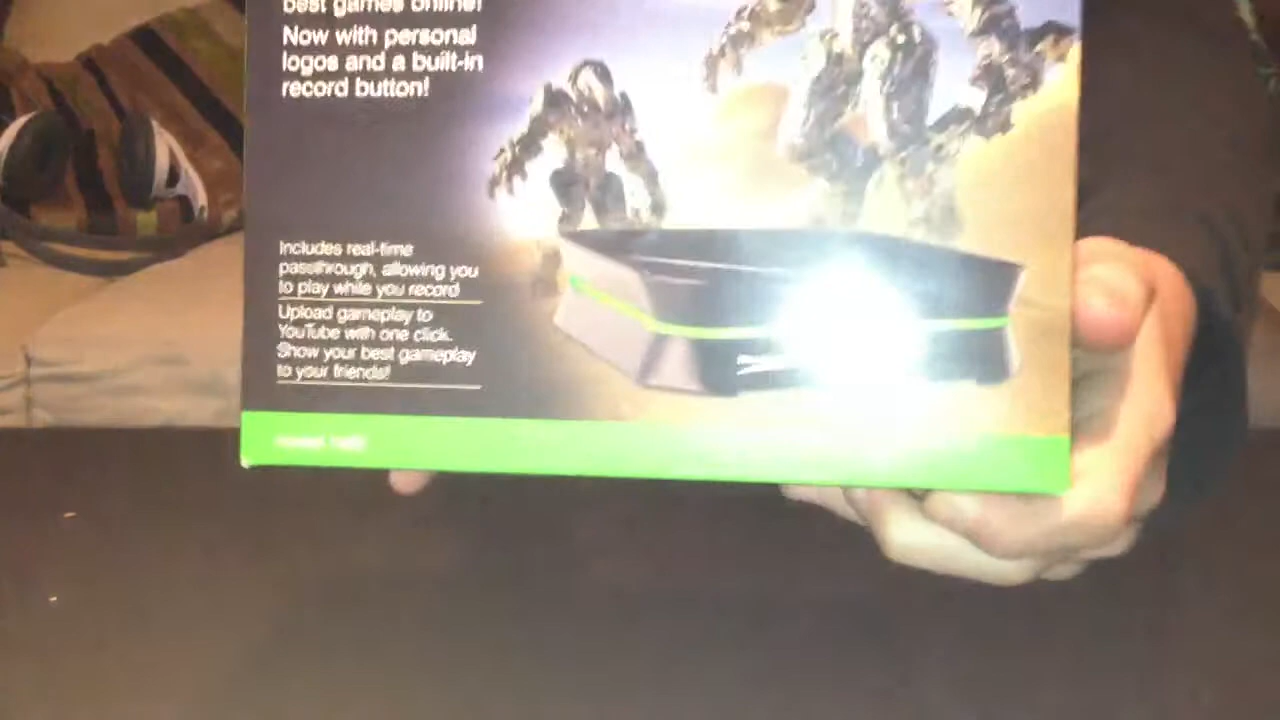 best games online!
Now with personal
logos and a built-in
record button!
Includes real-time
passthrough, allowing you
to play while you record
Upload gameplay to
YouTube with one click.
Show your best gameplay
to your friends!